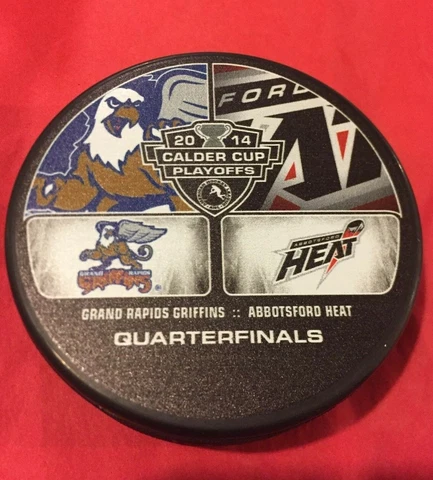 FORD
20 14
CALDER CUP
PLAYOFFS
GRAND RAPIDS
GRIFFINS
ABBOTSFORD
HEAT
GRAND RAPIDS GRIFFINS :: ABBOTSFORD HEAT
QUARTERFINALS